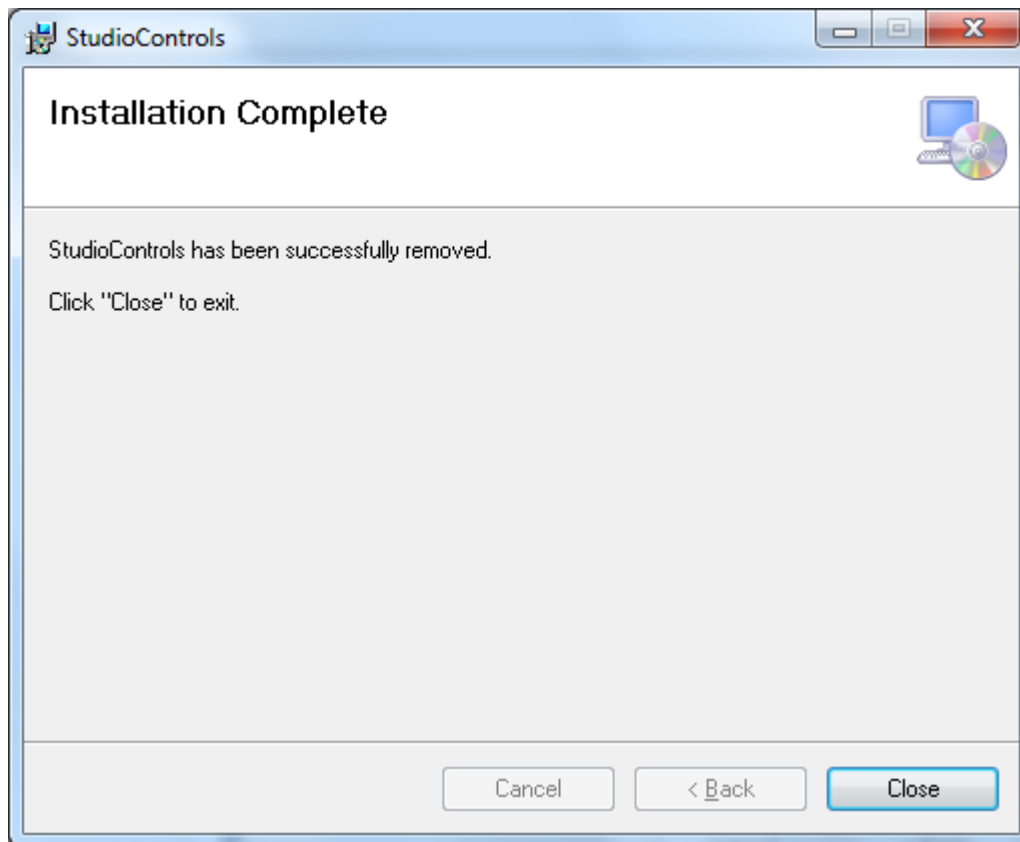 StudioControls
Installation Complete
StudioControls has been successfully removed.
Click "Close" to exit.
Cancel
< Back
Close